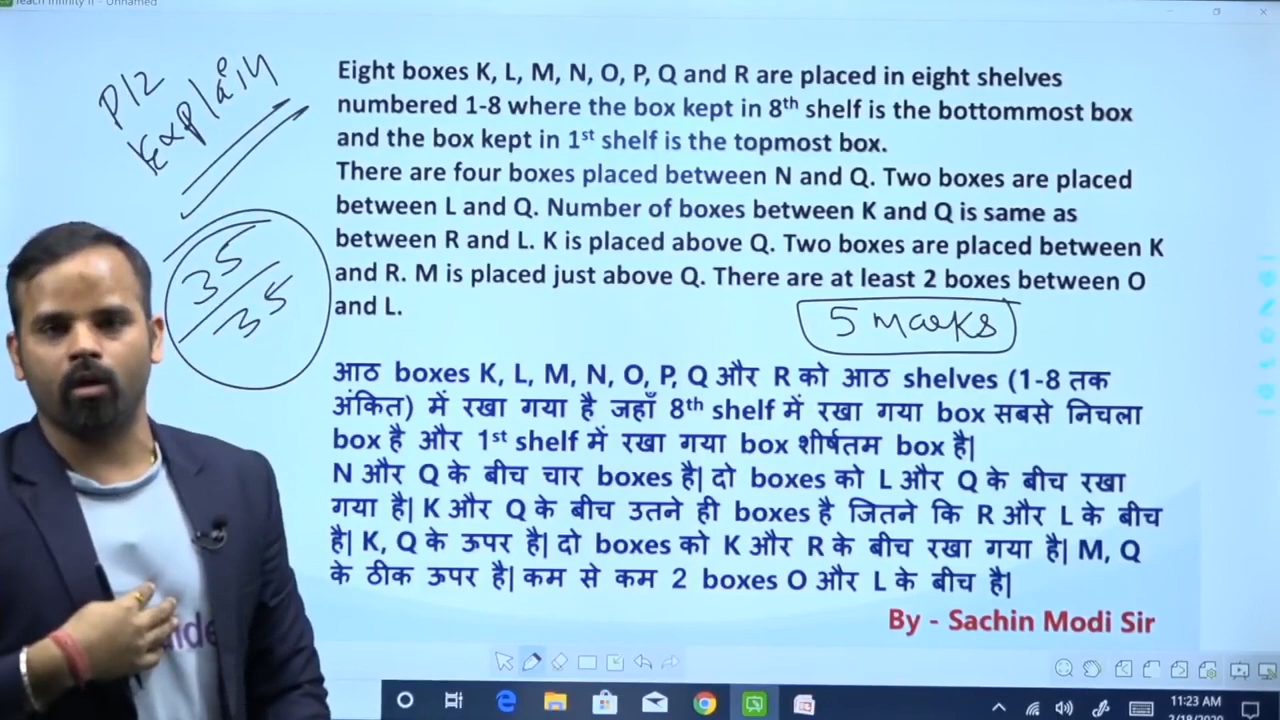 Teach Infinity II - Unnamed
Plz
Explain
35/35
Eight boxes K, L, M, N, O, P, Q and R are placed in eight shelves
numbered 1-8 where the box kept in 8th shelf is the bottommost box
and the box kept in 1st shelf is the topmost box.
There are four boxes placed between N and Q. Two boxes are placed
between L and Q. Number of boxes between K and Q is same as
between R and L. K is placed above Q. Two boxes are placed between K
and R. M is placed just above Q. There are at least 2 boxes between O
and L.
5 marks
आठ boxes K, L, M, N, O, P, Q और R को आठ shelves (1-8 तक
अंकित) में रखा गया है जहाँ 8th shelf में रखा गया box सबसे निचला
box है और 1st shelf में रखा गया box शीर्षतम box है|
N और Q के बीच चार boxes है| दो boxes को L और Q के बीच रखा
गया है| K और Q के बीच उतने ही boxes है जितने कि R और L के बीच
है| K, Q के ऊपर है| दो boxes को K और R के बीच रखा गया है| M, Q
के ठीक ऊपर है| कम से कम 2 boxes O और L के बीच है|
By - Sachin Modi Sir
11:23 AM